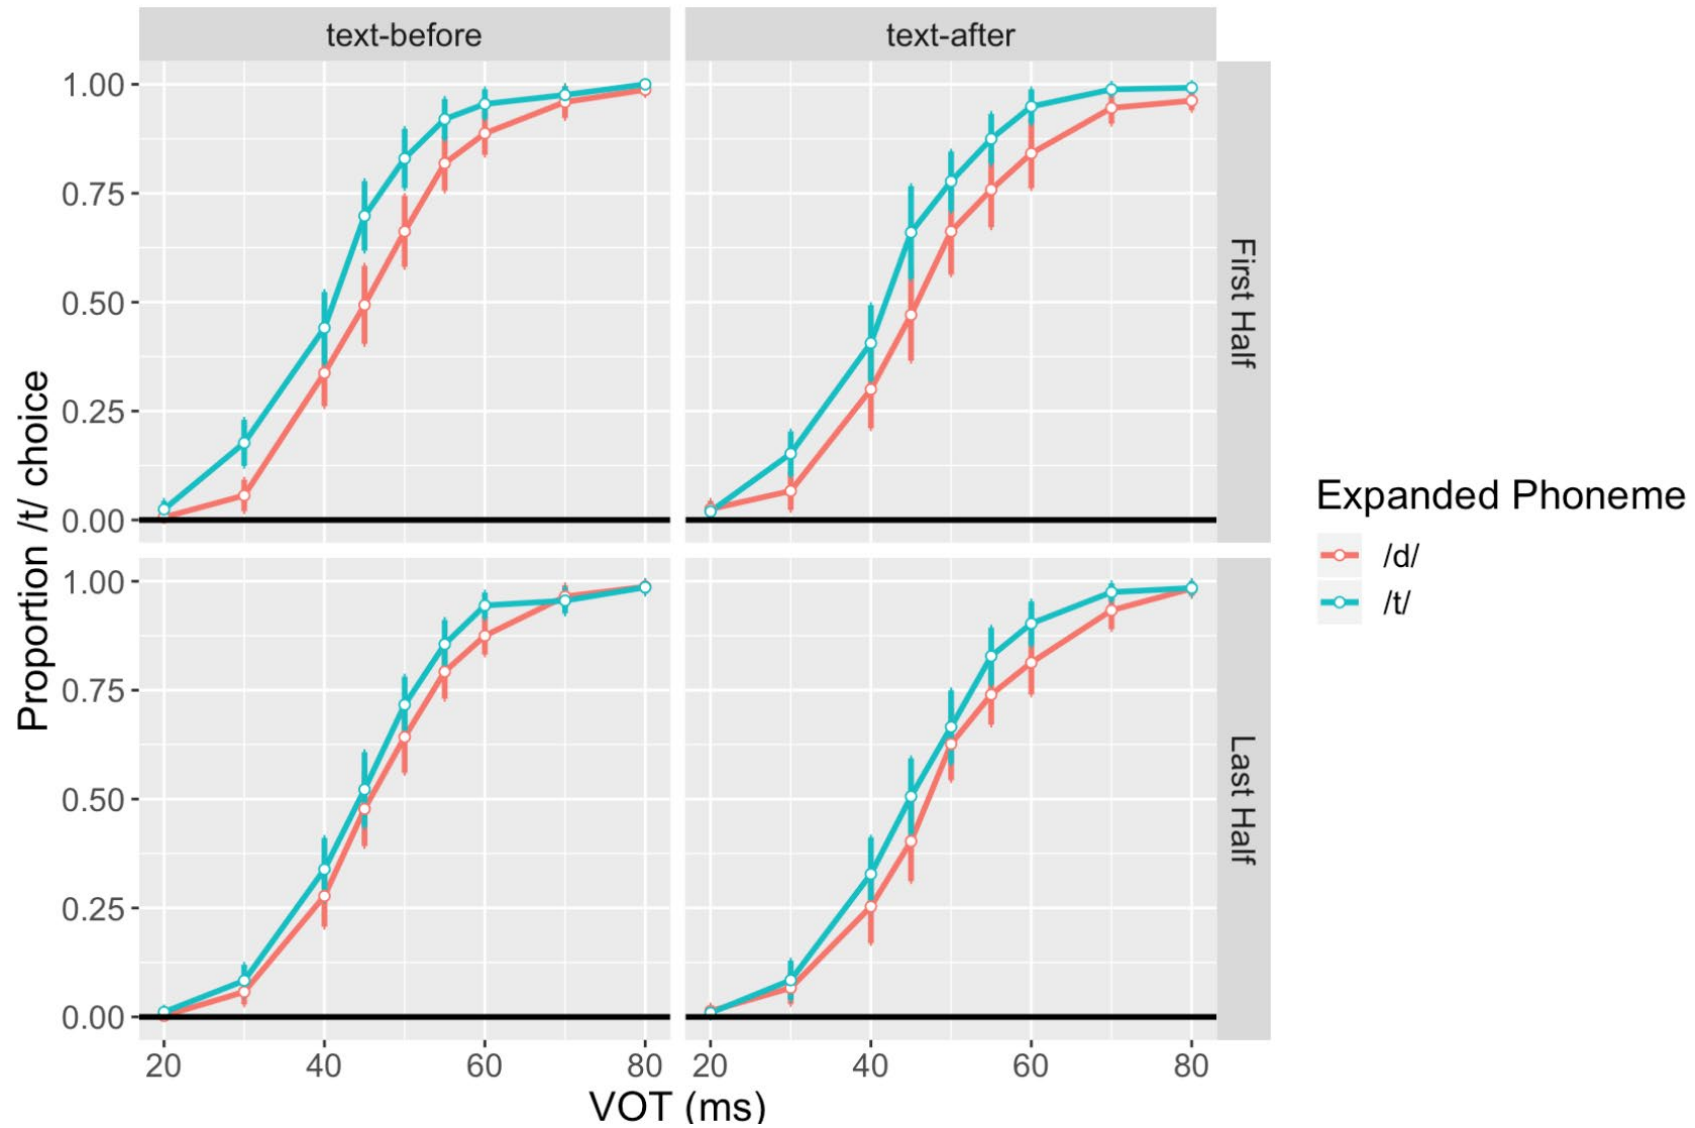 text-before
text-after
1.00
0.75
0.50
0.25
0.00
First Half
1.00
0.75
0.50
0.25
0.00
Last Half
Proportion /t/ choice
20 40 60 80 20 40 60 80
VOT (ms)
Expanded Phoneme
/d/
/t/